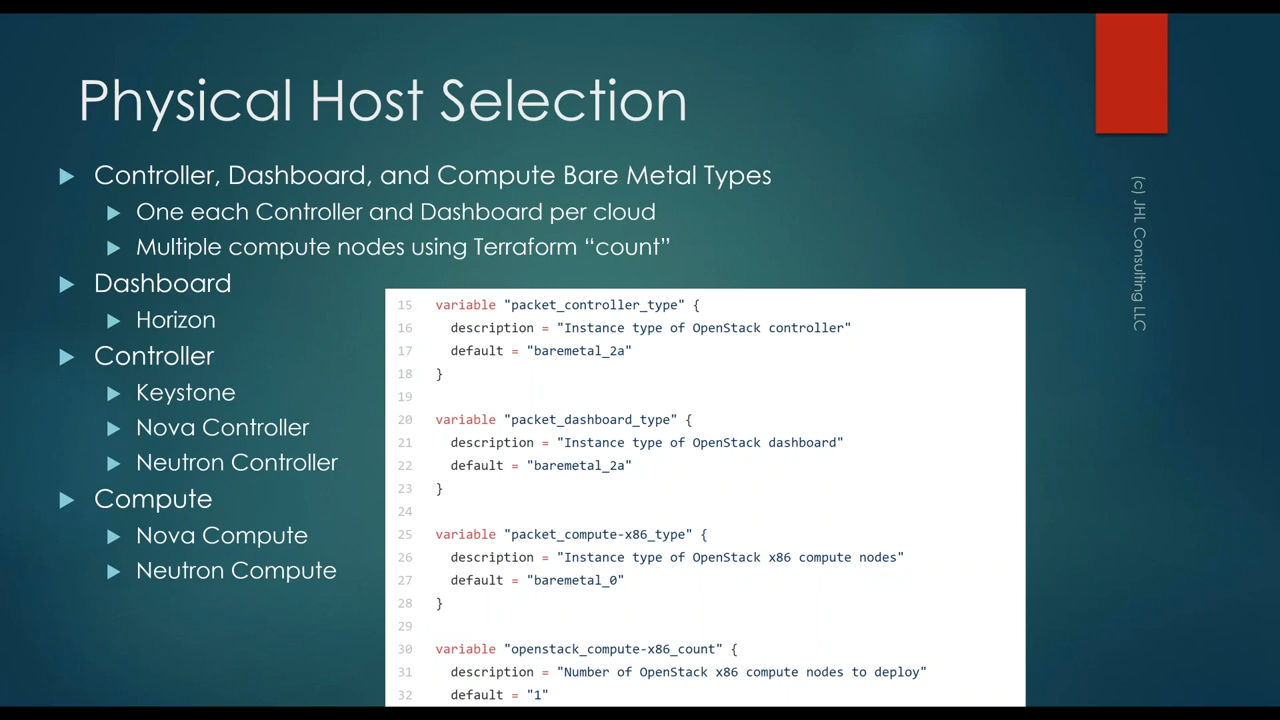 Physical Host Selection
Controller, Dashboard, and Compute Bare Metal Types
One each Controller and Dashboard per cloud
Multiple compute nodes using Terraform “count”
Dashboard
Horizon
Controller
Keystone
Nova Controller
Neutron Controller
Compute
Nova Compute
Neutron Compute
15 variable "packet_controller_type" {
16 description = "Instance type of OpenStack controller"
17 default = "baremetal_2a"
18 }
19
20 variable "packet_dashboard_type" {
21 description = "Instance type of OpenStack dashboard"
22 default = "baremetal_2a"
23 }
24
25 variable "packet_compute-x86_type" {
26 description = "Instance type of OpenStack x86 compute nodes"
27 default = "baremetal_0"
28 }
29
30 variable "openstack_compute-x86_count" {
31 description = "Number of OpenStack x86 compute nodes to deploy"
32 default = "1"
(c) JHL Consulting LLC